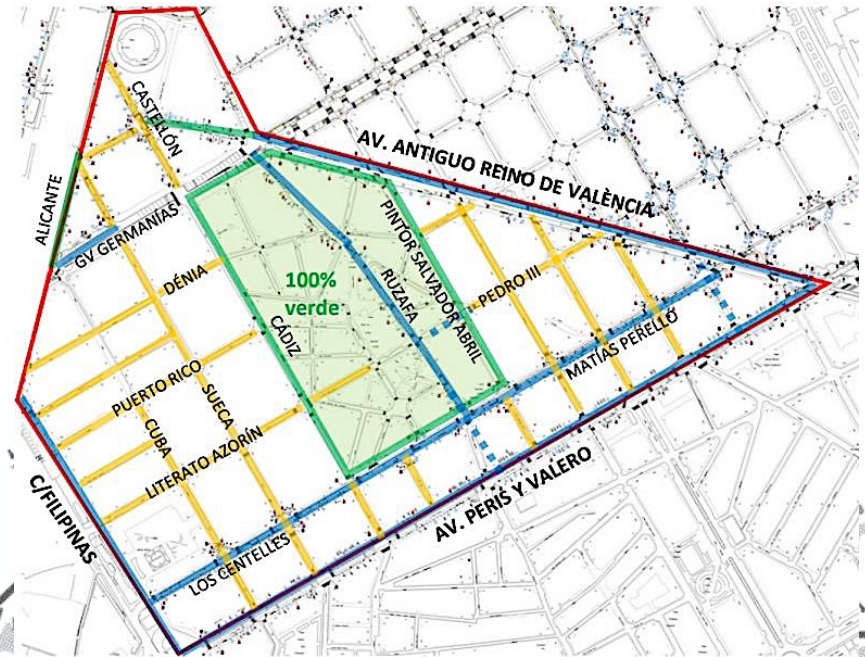 CASTELLÓN
AV. ANTIGUO REINO DE VALÈNCIA
ALICANTE
GV GERMANÍAS
PINTOR SALVADOR ABRIL
DÉNIA
100%
verde
RUZAFA
PEDRO III
CÁDIZ
MATÍAS PERELLÓ
PUERTO RICO
SUECA
CUBA
LITERATO AZORÍN
C/FILIPINAS
AV. PERIS Y VALERO
LOS CENTELLES